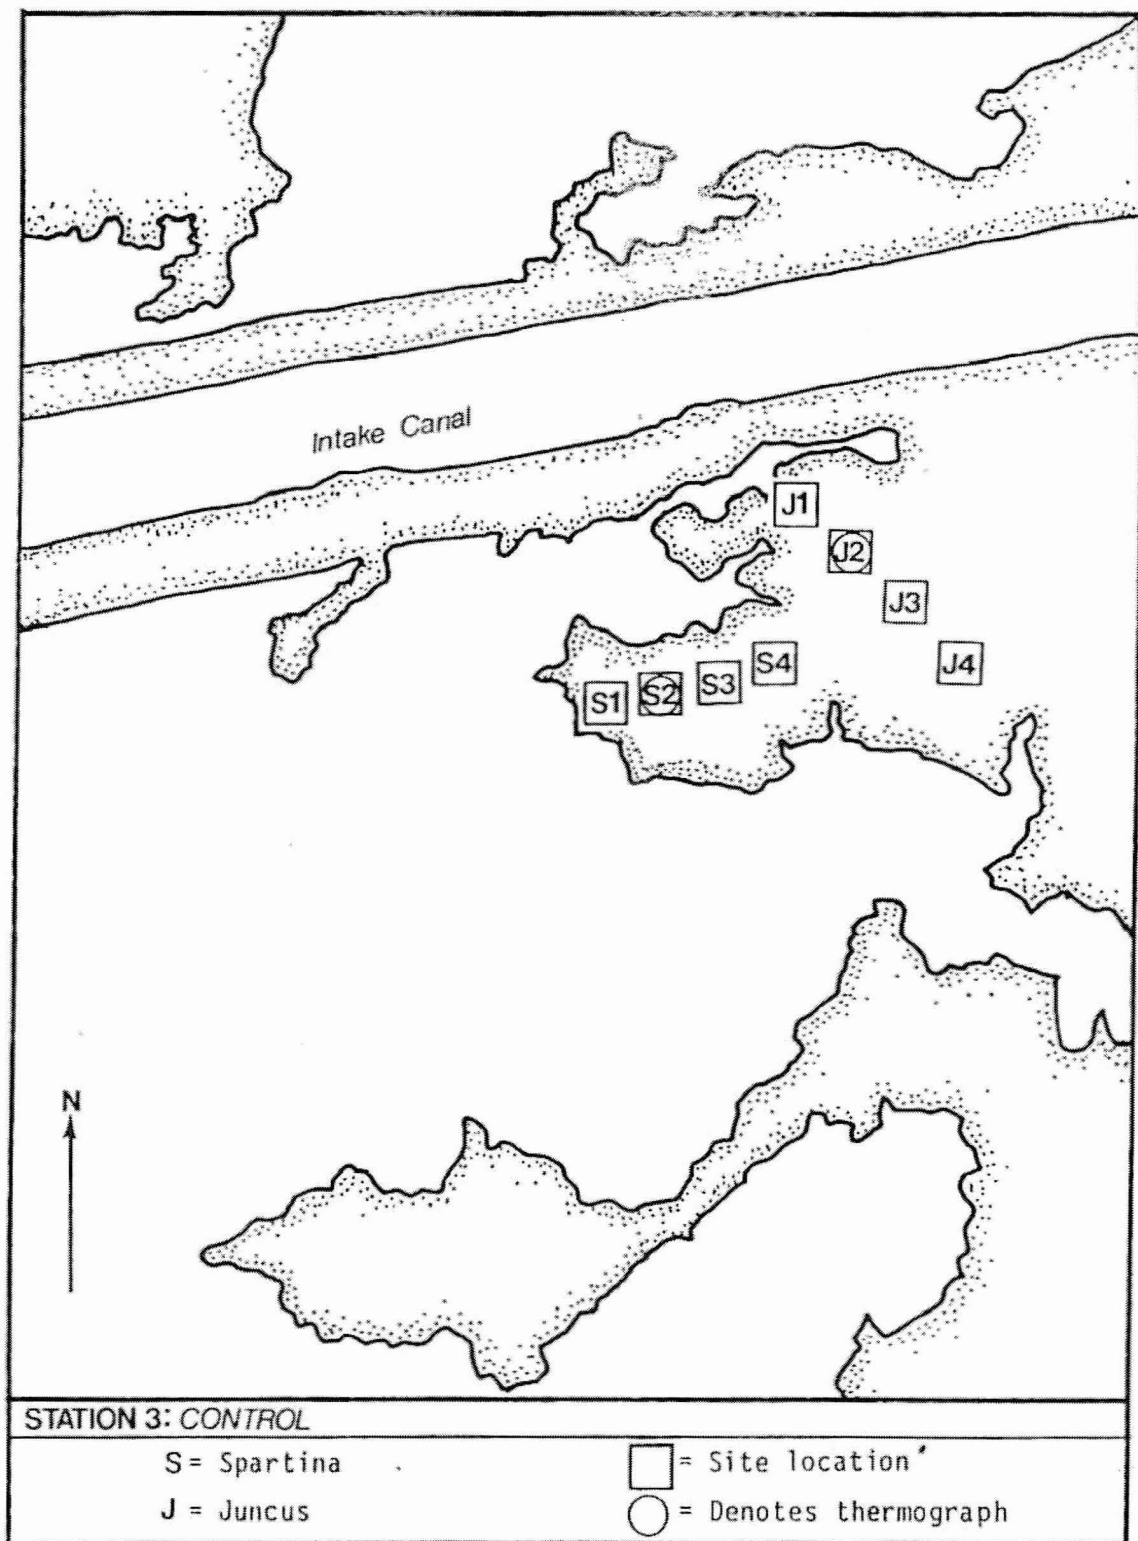 Intake Canal
J1
J2
J3
S4 J4
S1 S2 S3
N
STATION 3: CONTROL
S = Spartina
□ = Site location
J = Juncus
○ = Denotes thermograph